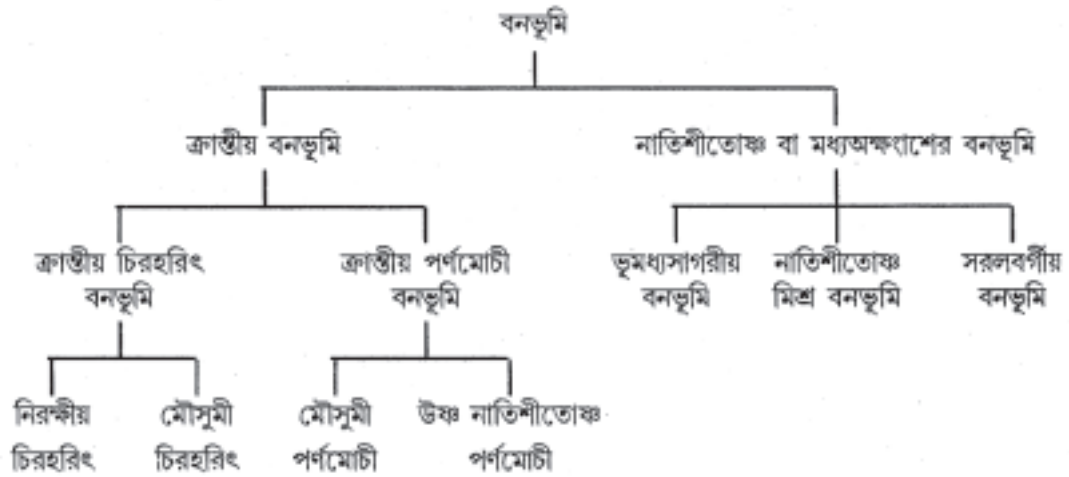 বনভূমি
ক্রান্তীয় বনভূমি
নাতিশীতোষ্ণ বা মধ্যঅক্ষাংশের বনভূমি
ক্রান্তীয় চিরহরিৎ
বনভূমি
ক্রান্তীয় পর্ণমোচী
বনভূমি
ভূমধ্যসাগরীয়
বনভূমি
নাতিশীতোষ্ণ
মিশ্র বনভূমি
সরলবর্গীয়
বনভূমি
নিরক্ষীয়
চিরহরিৎ
মৌসুমী
চিরহরিৎ
মৌসুমী
পর্ণমোচী
উষ্ণ নাতিশীতোষ্ণ
পর্ণমোচী